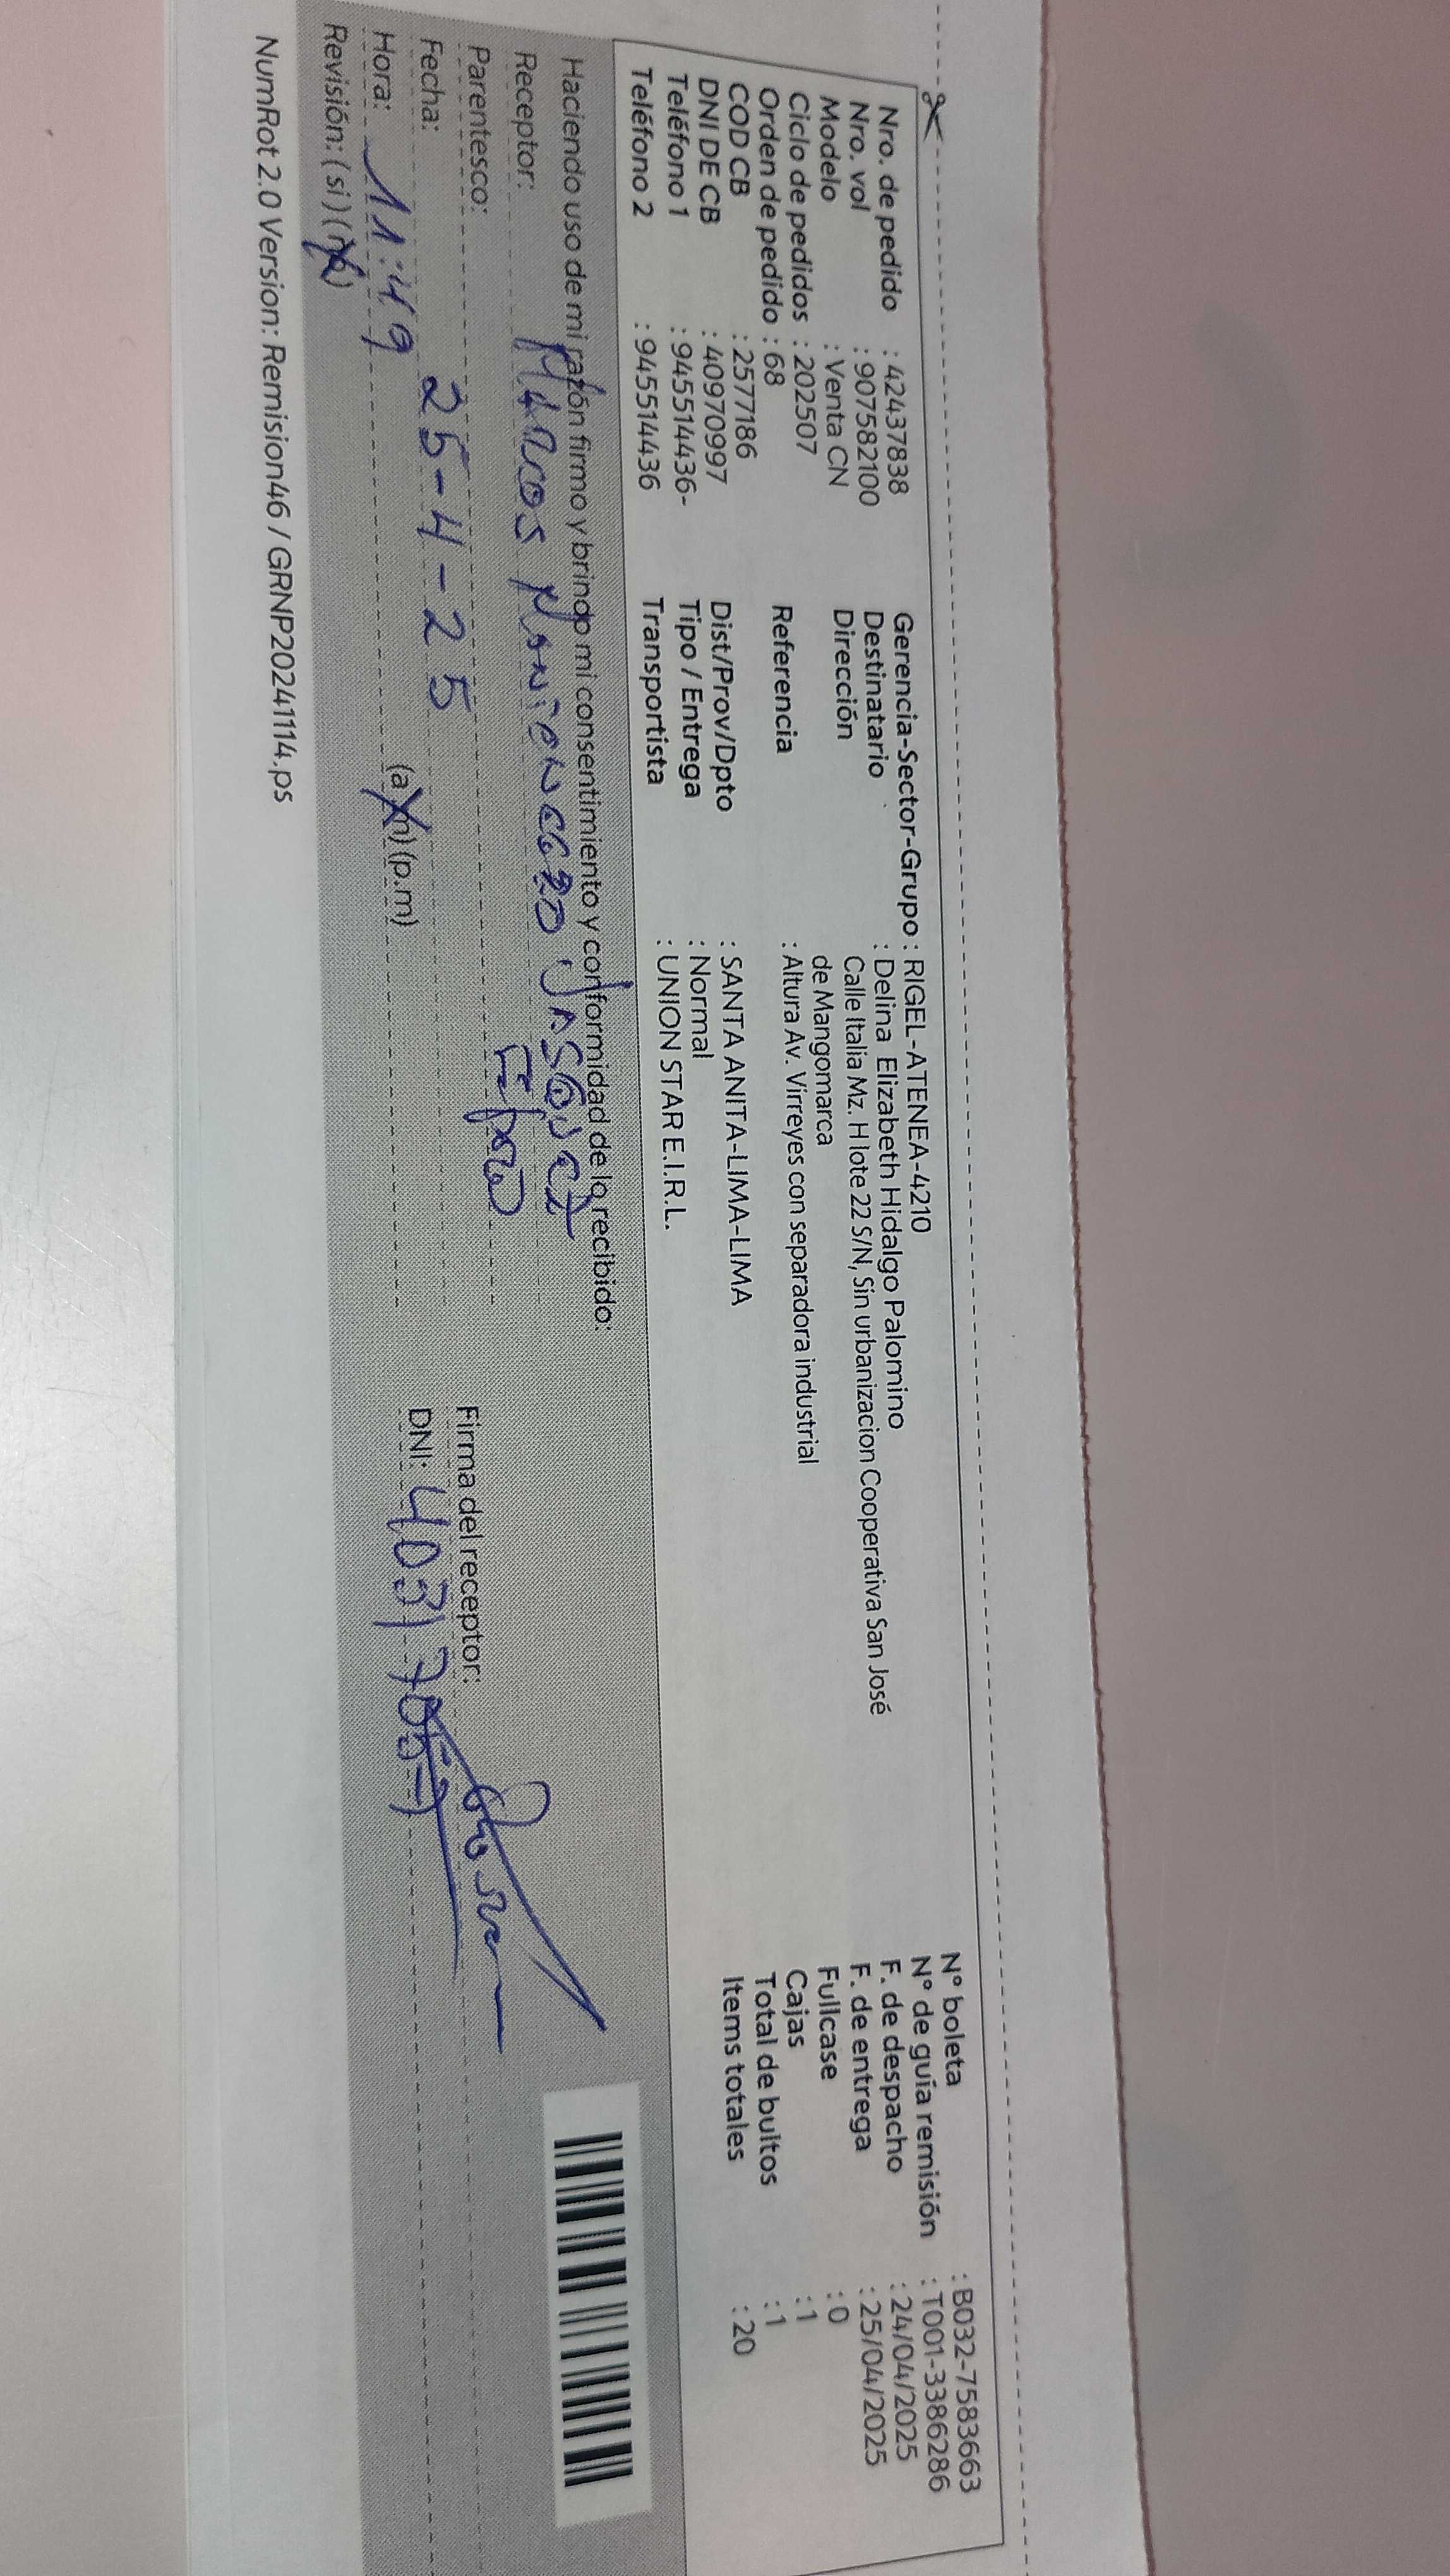 Nro. de pedido : 42437838
Nro. vol : 907582100
Modelo : Venta CN
Ciclo de pedidos : 202507
Orden de pedido : 68
COD CB : 2577186
DNI DE CB : 40970997
Teléfono 1 : 945514436-
Teléfono 2 : 945514436
Gerencia-Sector-Grupo : RIGEL-ATENEA-4210
Destinatario : Delina Elizabeth Hidalgo Palomino
Dirección Calle Italia Mz. H lote 22 S/N, Sin urbanizacion Cooperativa San José
de Mangomarca
Referencia : Altura Av. Virreyes con separadora industrial
Dist/Prov/Dpto : SANTA ANITA-LIMA-LIMA
Tipo / Entrega : Normal
Transportista : UNION STAR E.I.R.L.
N° boleta : B032-7583663
N° de guía remisión : T001-3386286
F. de despacho : 24/04/2025
F. de entrega : 25/04/2025
Fullcase : 0
Cajas : 1
Total de bultos : 1
Items totales : 20
Haciendo uso de mi razón firmo y brindo mi consentimiento y conformidad de lo recibido:
Receptor: Marcos
Parentesco:
Fecha: 25-4-25
Hora: 11:49 (a.m) (p.m)
Revisión: (si) (no)
Firma del receptor:
DNI:
NumRot 2.0 Version: Remision46 / GRNP20241114.ps